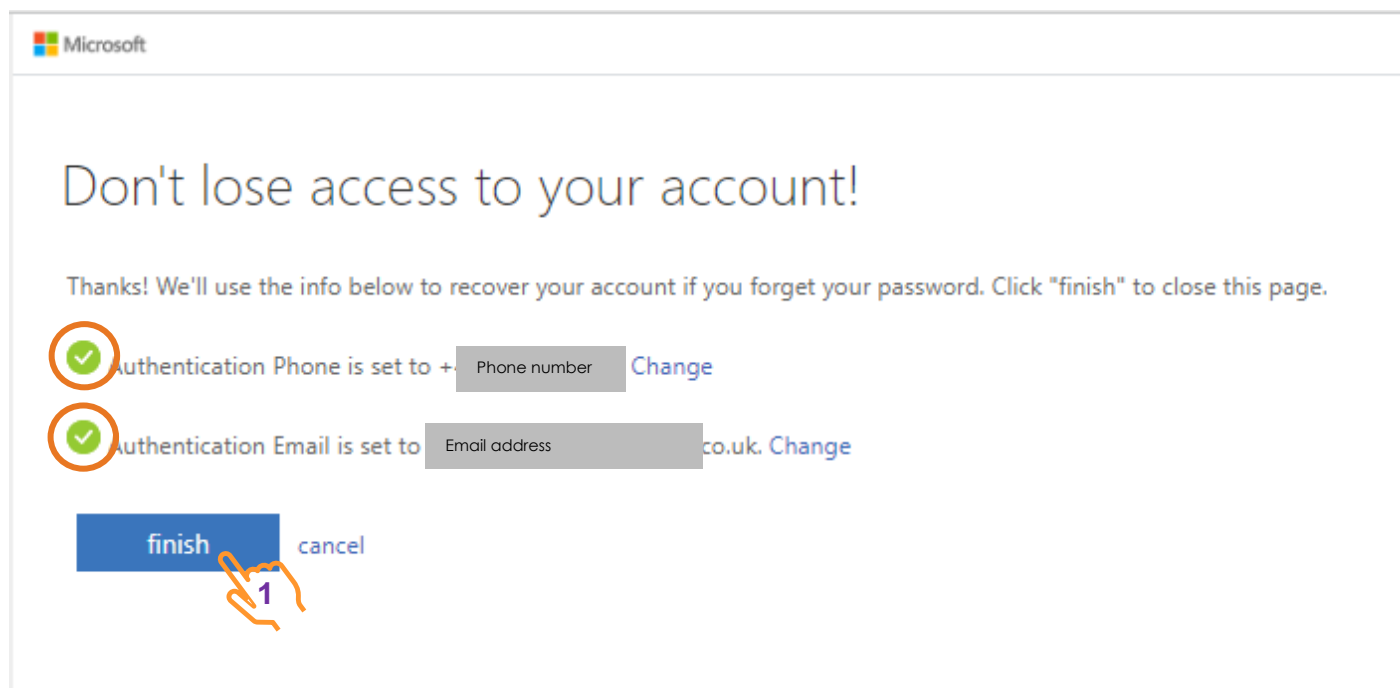 Microsoft
Don't lose access to your account!
Thanks! We'll use the info below to recover your account if you forget your password. Click "finish" to close this page.
Authentication Phone is set to + Phone number Change
Authentication Email is set to Email address co.uk. Change
finish cancel
1